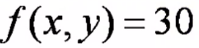 f(x, y) = 30